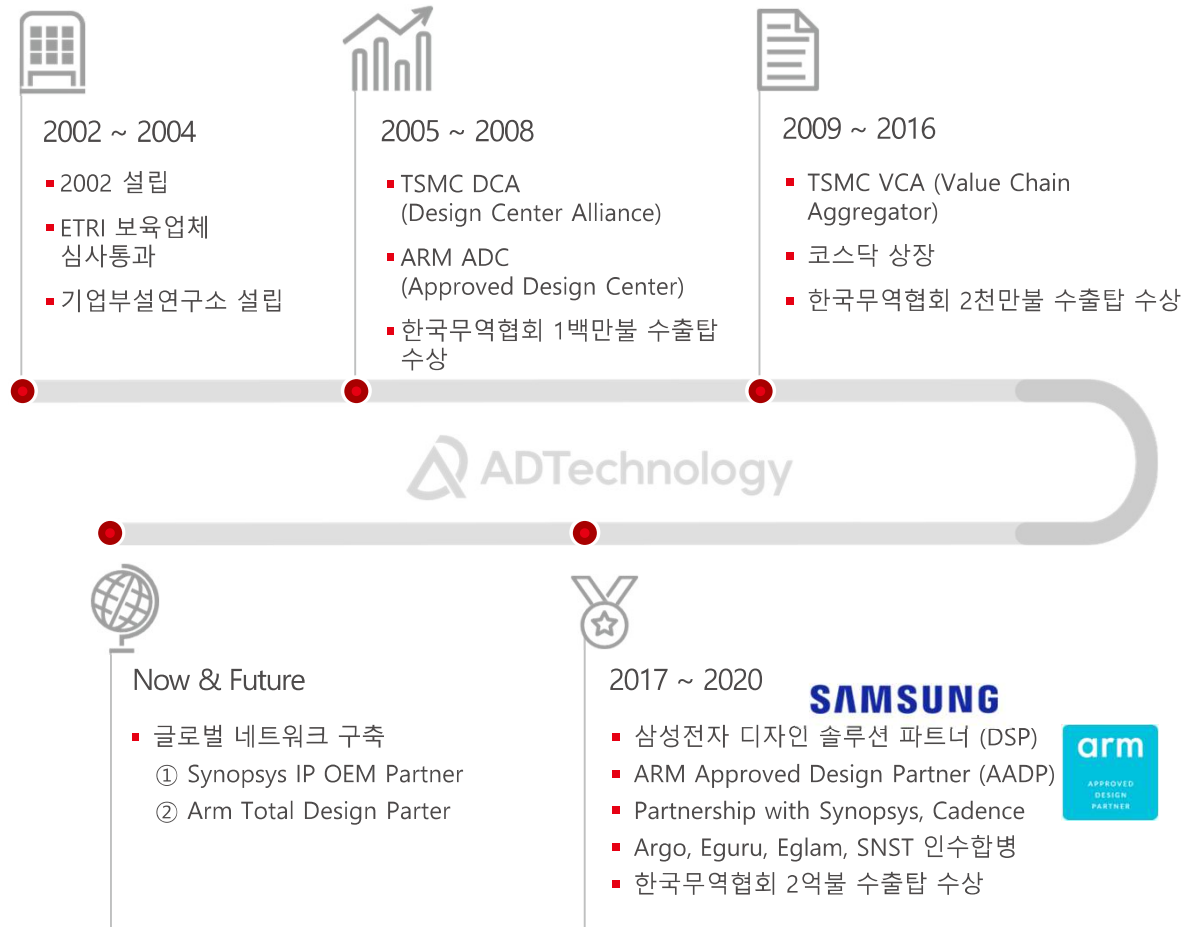 2002 ~ 2004
2002 설립
ETRI 보육업체
심사통과
기업부설연구소 설립
2005 ~ 2008
TSMC DCA
(Design Center Alliance)
ARM ADC
(Approved Design Center)
한국무역협회 1백만불 수출탑
수상
2009 ~ 2016
TSMC VCA (Value Chain
Aggregator)
코스닥 상장
한국무역협회 2천만불 수출탑 수상
ADTechnology
Now & Future
글로벌 네트워크 구축
① Synopsys IP OEM Partner
② Arm Total Design Parter
2017 ~ 2020
SAMSUNG
삼성전자 디자인 솔루션 파트너 (DSP)
ARM Approved Design Partner (AADP)
Partnership with Synopsys, Cadence
Argo, Eguru, Eglam, SNST 인수합병
한국무역협회 2억불 수출탑 수상
arm
APPROVED
DESIGN
PARTNER